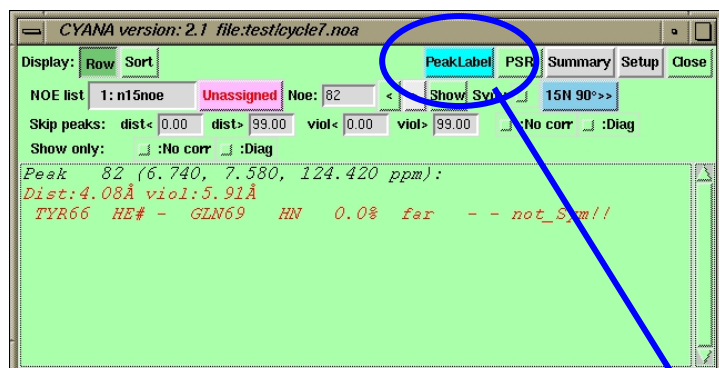 CYANA version: 2.1 file:test/cycle7.noa
Display: Row Sort PeakLabel PSR Summary Setup Close
NOE list 1: n15noe Unassigned Noe: 82 < Show 15N 90°>>
Skip peaks: dist< 0.00 dist> 99.00 viol< 0.00 viol> 99.00 :No corr :Diag
Show only: :No corr :Diag
Peak 82 (6.740, 7.580, 124.420 ppm):
Dist:4.08Å viol:5.91Å
TYR66 HE# - GLN69 HN 0.0% far - - not_Sym!!